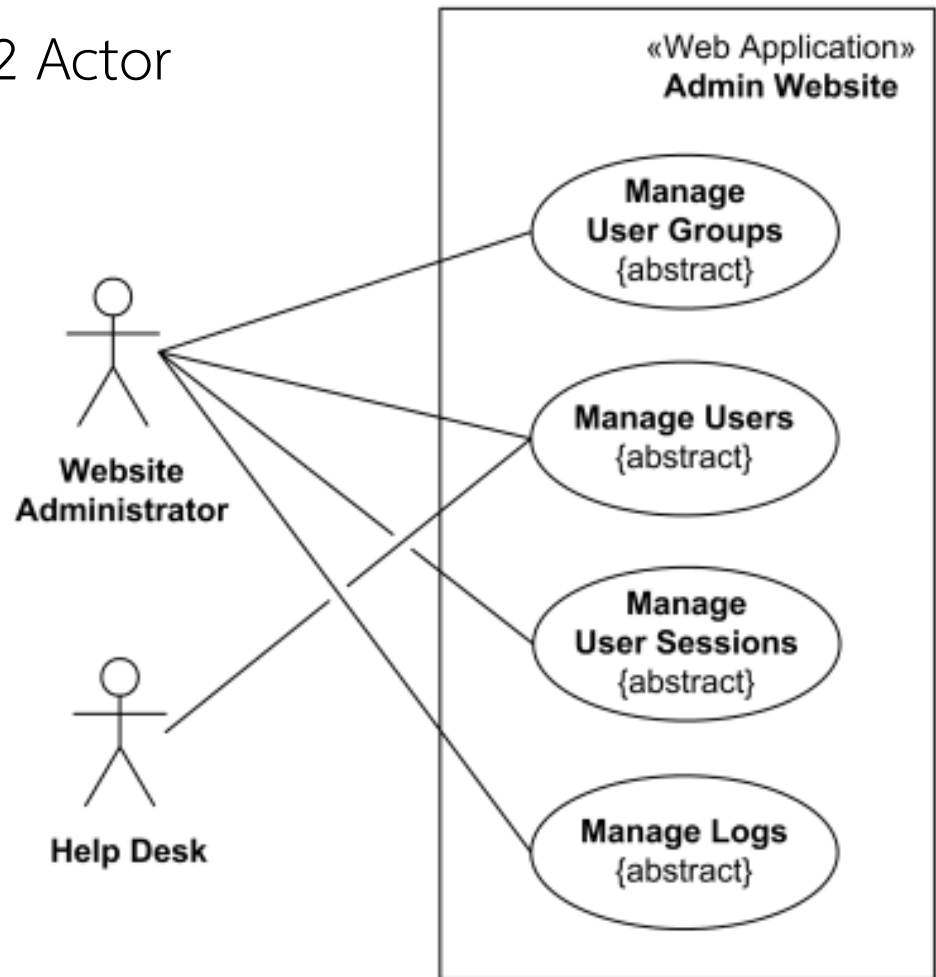 2 Actor
«Web Application»
Admin Website
Manage
User Groups
{abstract}
Manage Users
{abstract}
Website
Administrator
Manage
User Sessions
{abstract}
Help Desk
Manage Logs
{abstract}